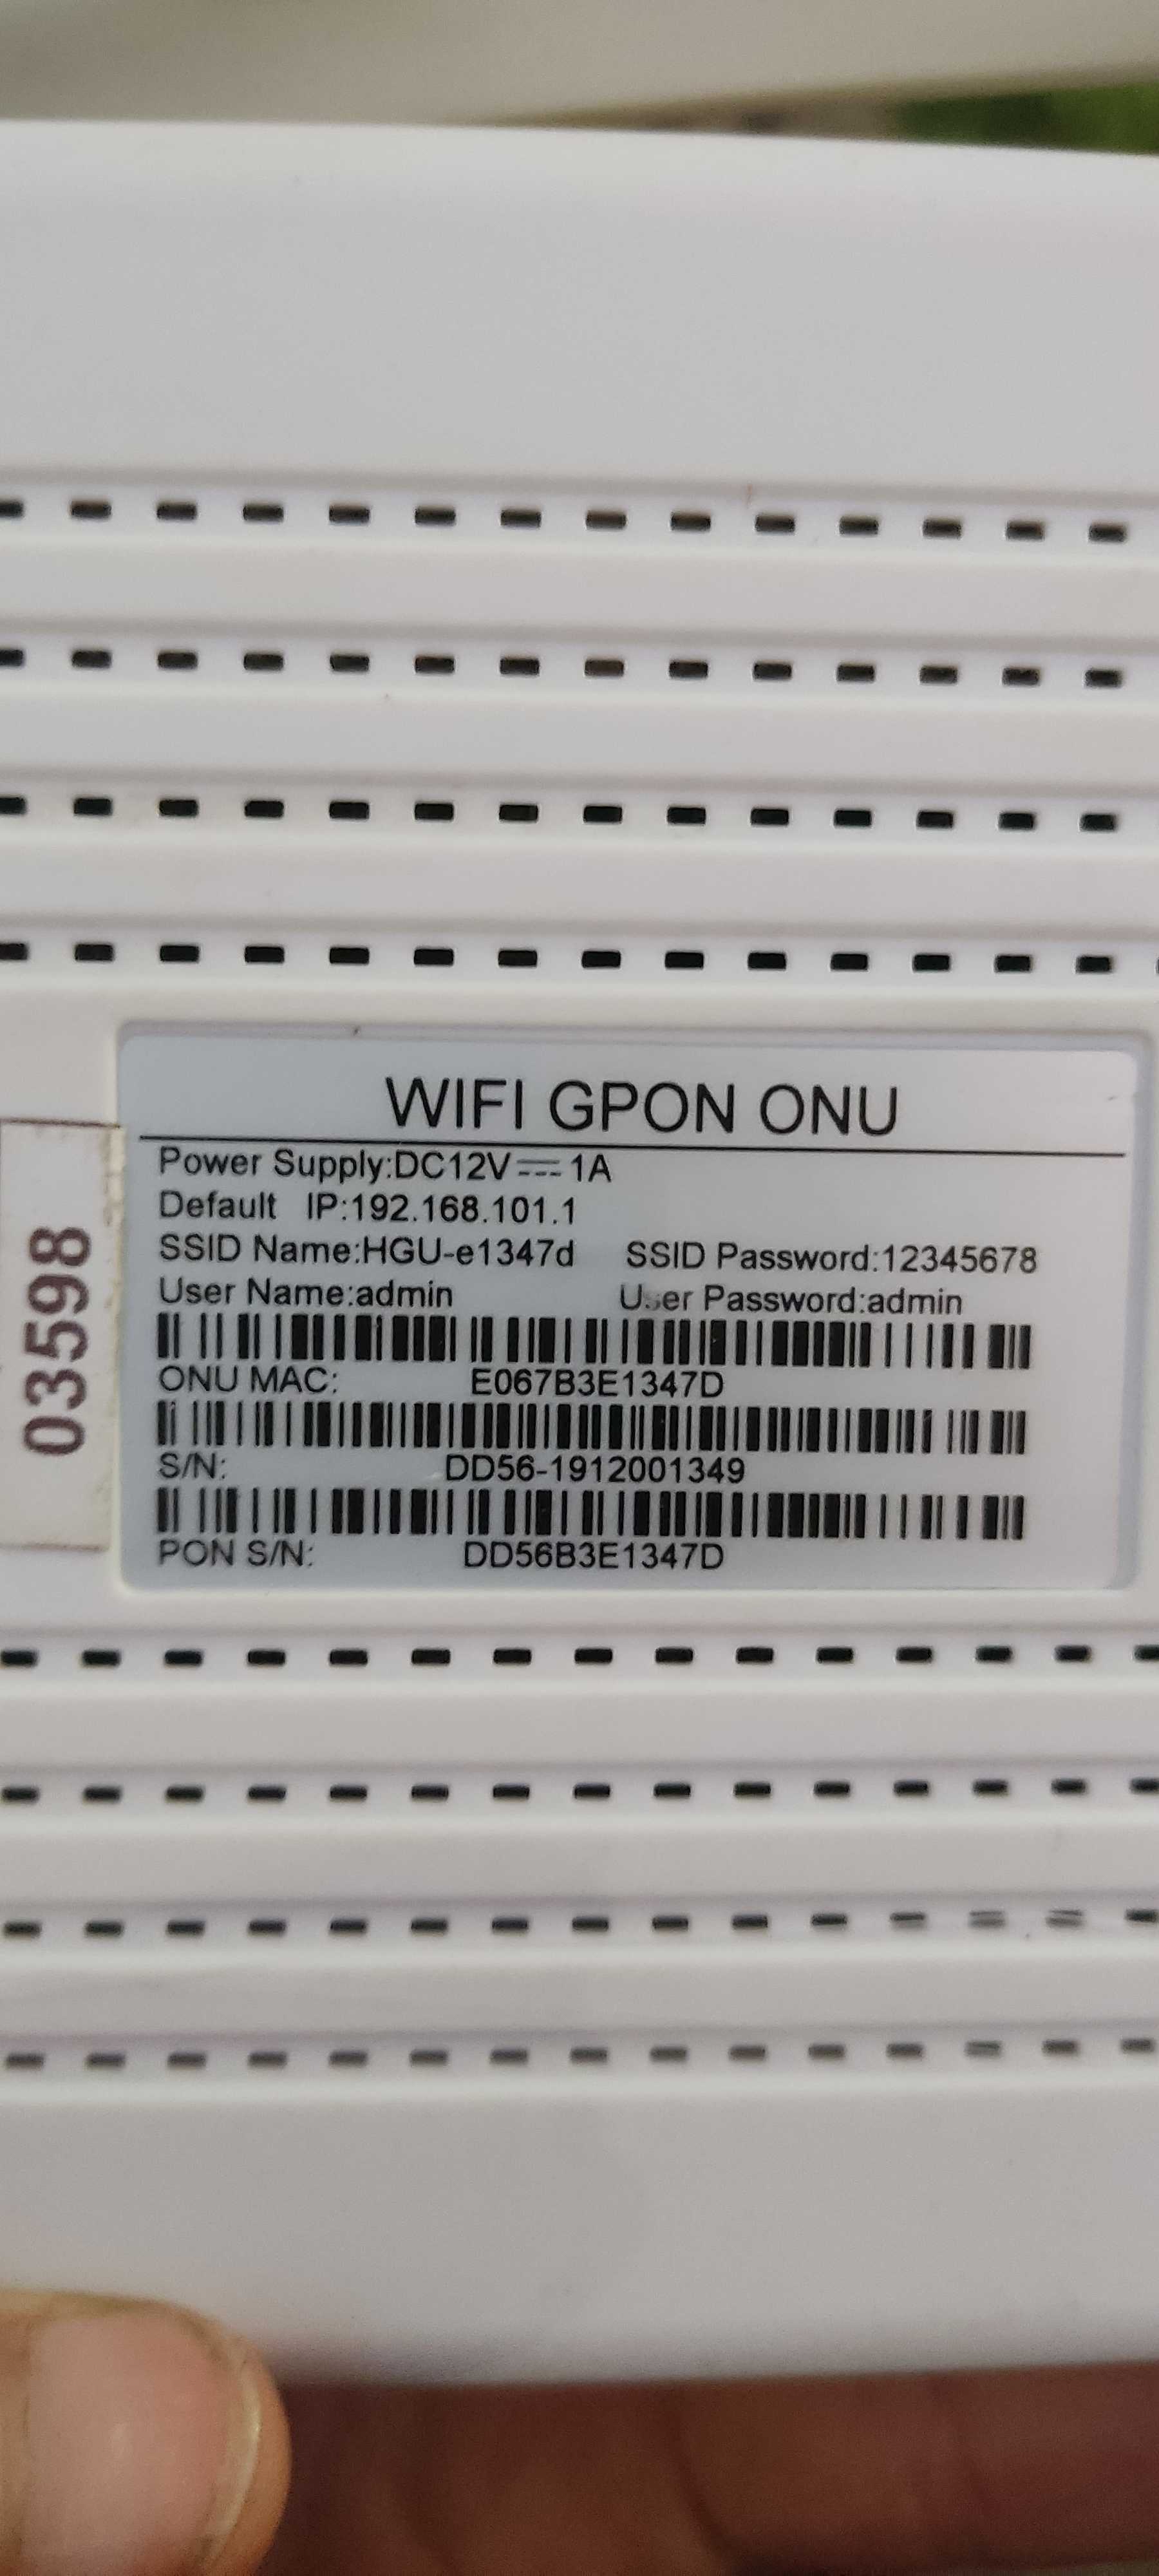 WIFI GPON ONU
Power Supply:DC12V⎓1A
Default IP:192.168.101.1
SSID Name:HGU-e1347d SSID Password:12345678
User Name:admin User Password:admin
ONU MAC: E067B3E1347D
S/N: DD56-1912001349
PON S/N: DD56B3E1347D
03598